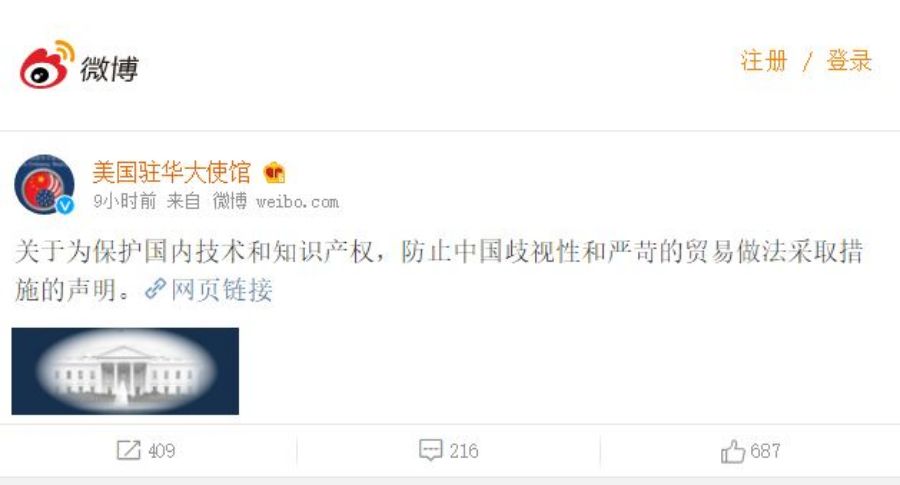 微博
注册 / 登录
美国驻华大使馆
9小时前 来自 微博 weibo.com
关于为保护国内技术和知识产权，防止中国歧视性和严苛的贸易做法采取措
施的声明。网页链接
409
216
687